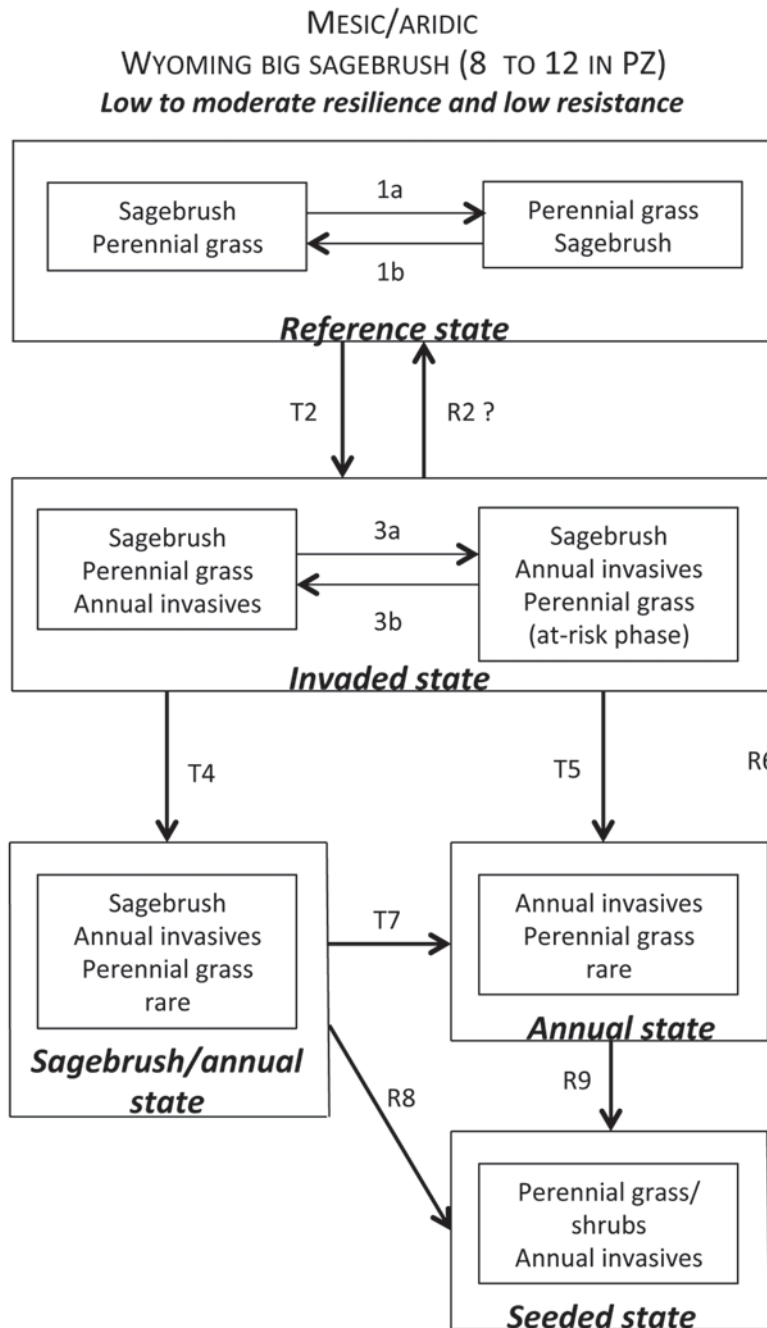 MESIC/ARIDIC
WYOMING BIG SAGEBRUSH (8 TO 12 IN PZ)
Low to moderate resilience and low resistance
Sagebrush
Perennial grass
1a
1b
Perennial grass
Sagebrush
Reference state
T2
R2 ?
Sagebrush
Perennial grass
Annual invasives
3a
3b
Sagebrush
Annual invasives
Perennial grass
(at-risk phase)
Invaded state
T4
T5
R6
Sagebrush
Annual invasives
Perennial grass
rare
T7
Annual invasives
Perennial grass
rare
Sagebrush/annual
state
Annual state
R8
R9
Perennial grass/
shrubs
Annual invasives
Seeded state